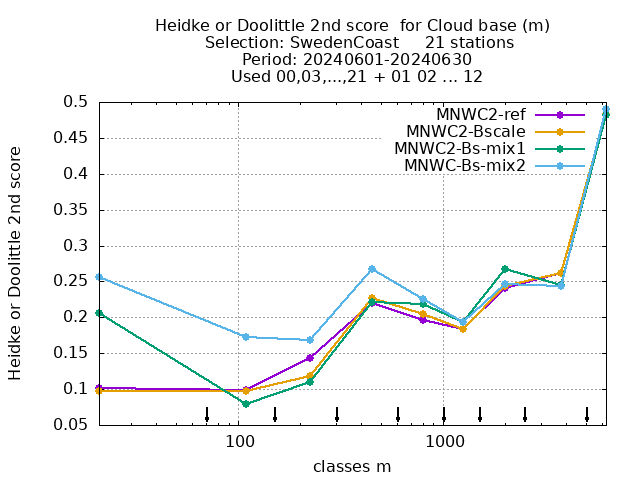 Heidke or Doolittle 2nd score  for Cloud base (m)
Selection: SwedenCoast     21 stations
Period: 20240601-20240630
Used 00,03,...,21 + 01 02 ... 12
MNWC2-ref
MNWC2-Bscale
MNWC2-Bs-mix1
MNWC-Bs-mix2
Heidke or Doolittle 2nd score
0.5
0.45
0.4
0.35
0.3
0.25
0.2
0.15
0.1
0.05
100
1000
classes m